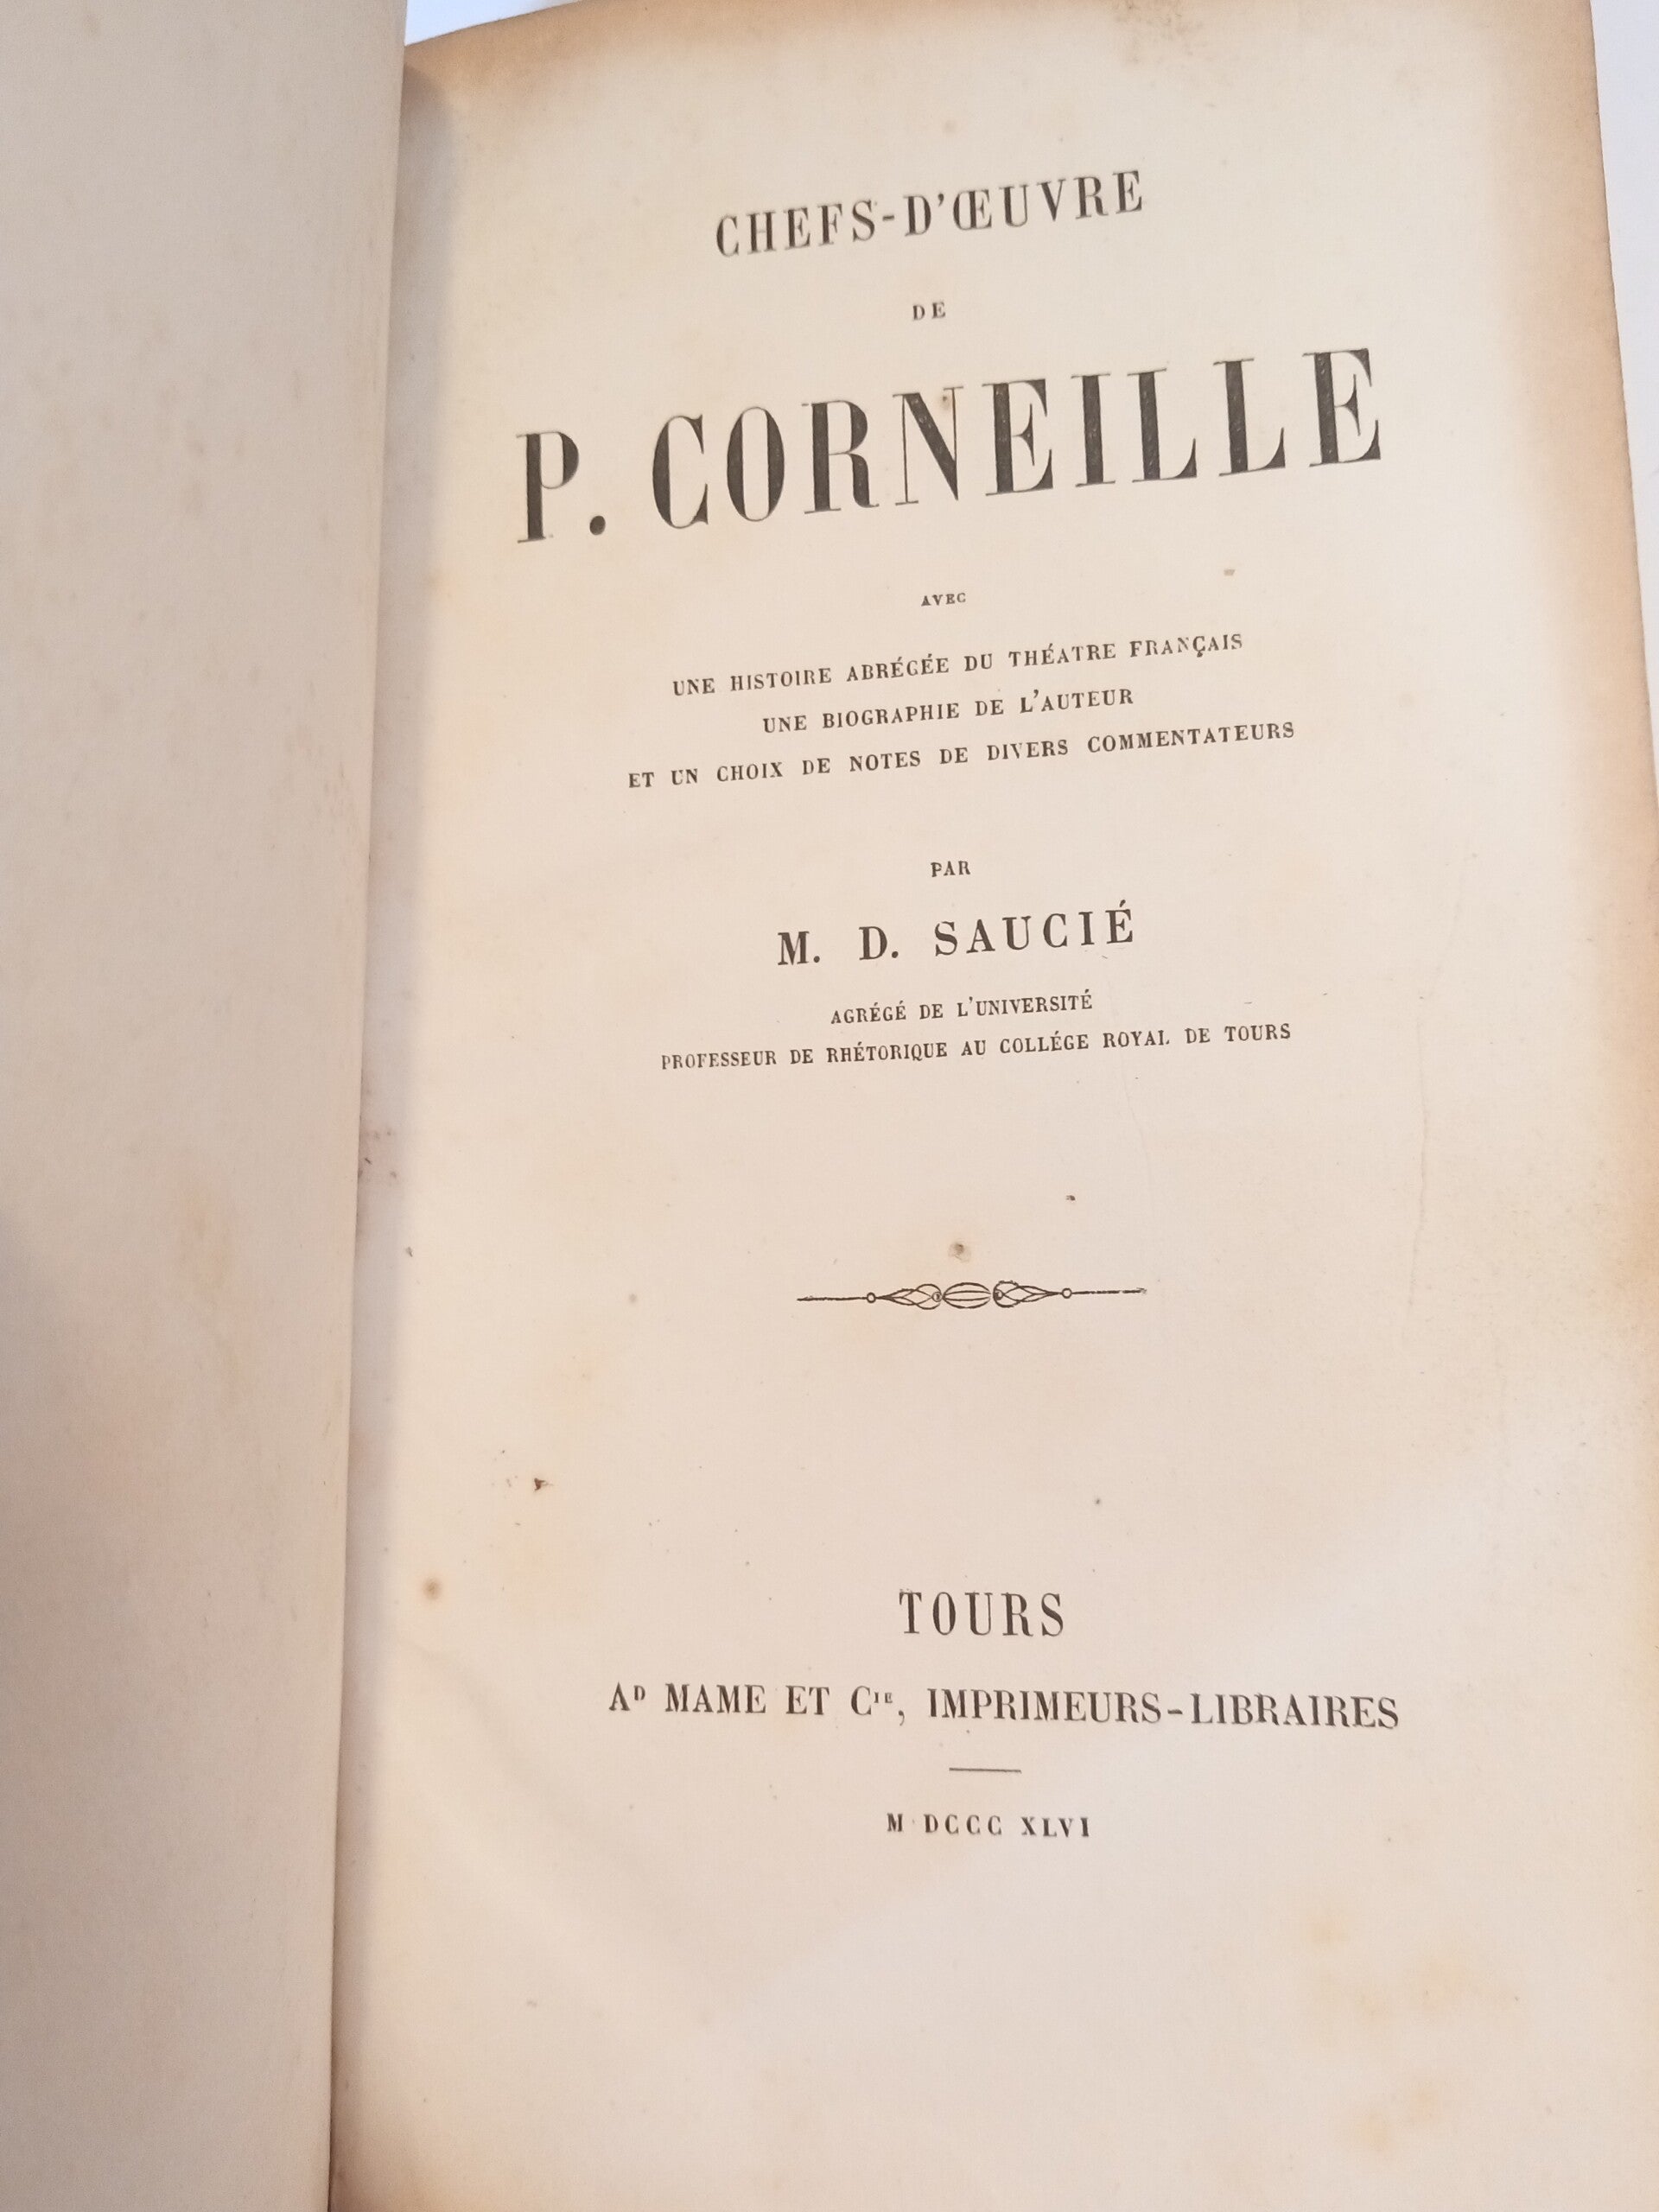 CHEFS-D'ŒUVRE
DE
P. CORNEILLE
AVEC
UNE HISTOIRE ABRÉGÉE DU THÉATRE FRANÇAIS
UNE BIOGRAPHIE DE L'AUTEUR
ET UN CHOIX DE NOTES DE DIVERS COMMENTATEURS
PAR
M. D. SAUCIÉ
AGRÉGÉ DE L'UNIVERSITÉ
PROFESSEUR DE RHÉTORIQUE AU COLLÉGE ROYAL DE TOURS
TOURS
AD MAME ET CIE, IMPRIMEURS-LIBRAIRES
M DCCC XLVI